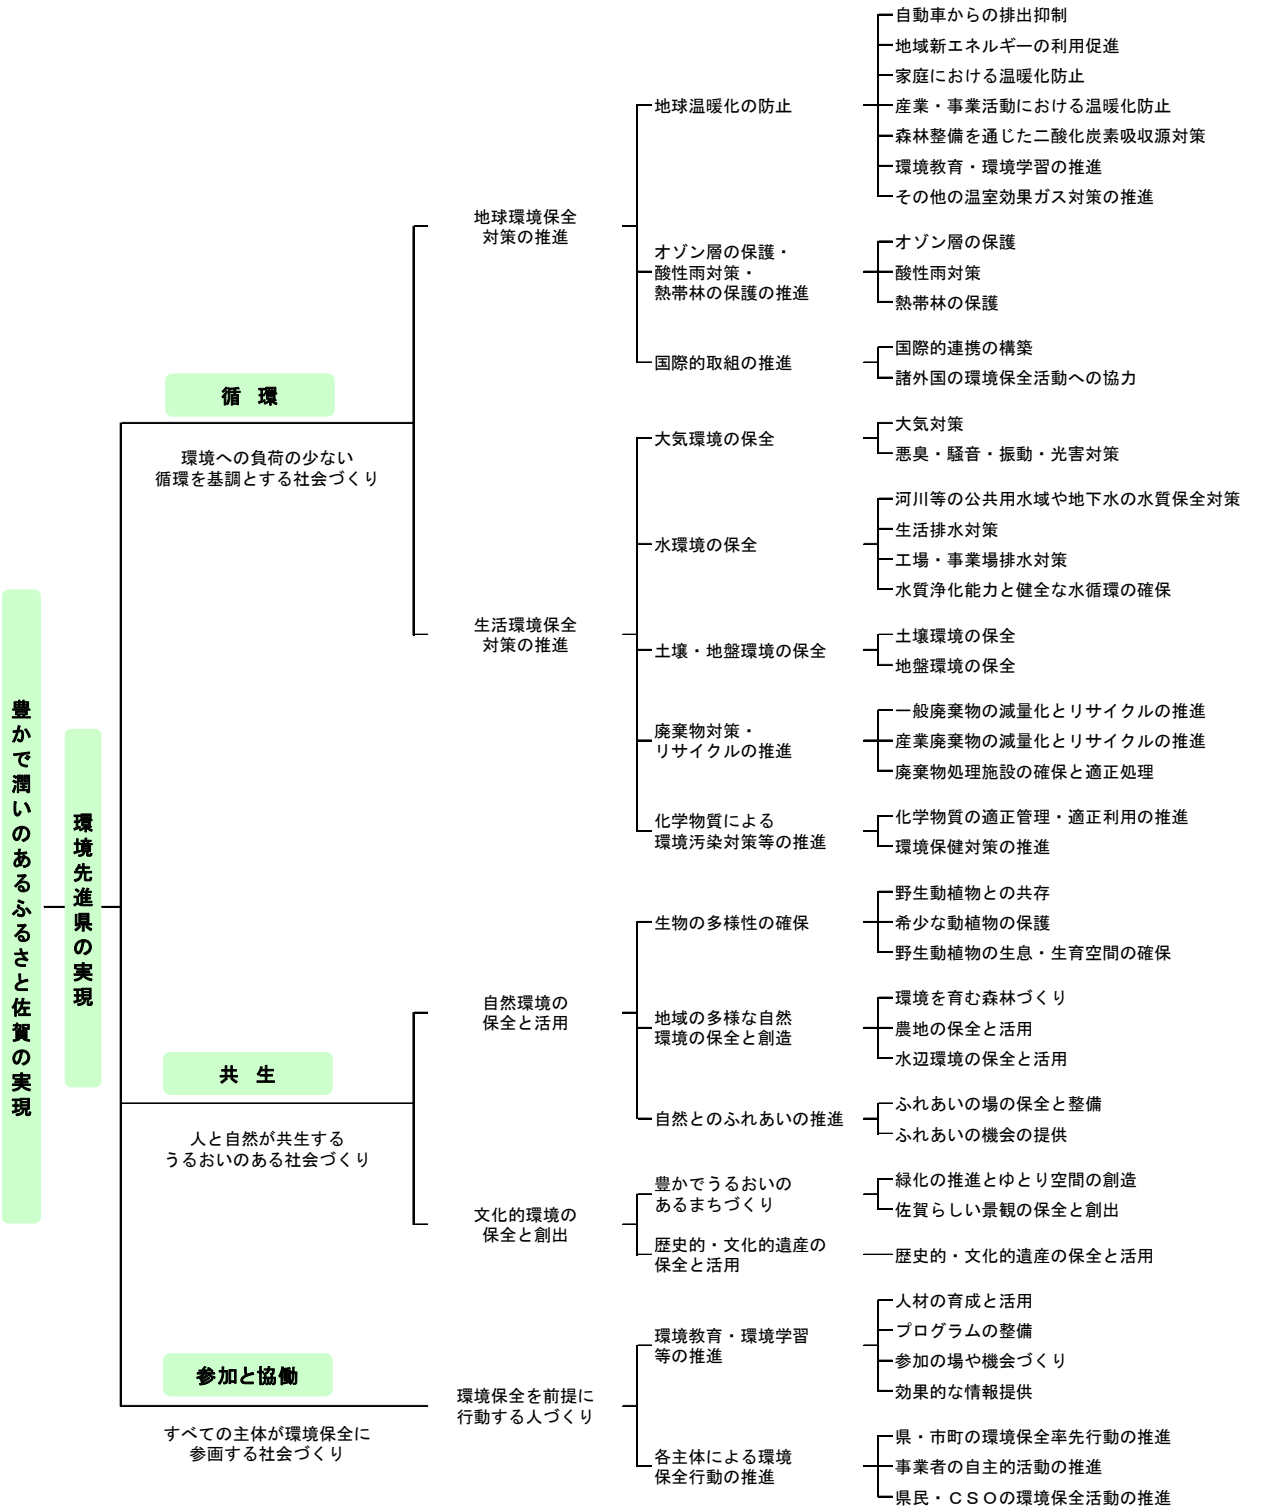 豊かで潤いのあるふるさと佐賀の実現
環境先進県の実現
循 環
環境への負荷の少ない
循環を基調とする社会づくり
地球環境保全
対策の推進
地球温暖化の防止
自動車からの排出抑制
地域新エネルギーの利用促進
家庭における温暖化防止
産業・事業活動における温暖化防止
森林整備を通じた二酸化炭素吸収源対策
環境教育・環境学習の推進
その他の温室効果ガス対策の推進
オゾン層の保護・
酸性雨対策・
熱帯林の保護の推進
オゾン層の保護
酸性雨対策
熱帯林の保護
国際的取組の推進
国際的連携の構築
諸外国の環境保全活動への協力
生活環境保全
対策の推進
大気環境の保全
大気対策
悪臭・騒音・振動・光害対策
水環境の保全
河川等の公共用水域や地下水の水質保全対策
生活排水対策
工場・事業場排水対策
水質浄化能力と健全な水循環の確保
土壌・地盤環境の保全
土壌環境の保全
地盤環境の保全
廃棄物対策・
リサイクルの推進
一般廃棄物の減量化とリサイクルの推進
産業廃棄物の減量化とリサイクルの推進
廃棄物処理施設の確保と適正処理
化学物質による
環境汚染対策等の推進
化学物質の適正管理・適正利用の推進
環境保健対策の推進
共 生
人と自然が共生する
うるおいのある社会づくり
自然環境の
保全と活用
生物の多様性の確保
野生動植物との共存
希少な動植物の保護
野生動植物の生息・生育空間の確保
地域の多様な自然
環境の保全と創造
環境を育む森林づくり
農地の保全と活用
水辺環境の保全と活用
自然とのふれあいの推進
ふれあいの場の保全と整備
ふれあいの機会の提供
文化的環境の
保全と創出
豊かでうるおいの
あるまちづくり
緑化の推進とゆとり空間の創造
佐賀らしい景観の保全と創出
歴史的・文化的遺産の
保全と活用
歴史的・文化的遺産の保全と活用
参加と協働
すべての主体が環境保全に
参画する社会づくり
環境保全を前提に
行動する人づくり
環境教育・環境学習
等の推進
人材の育成と活用
プログラムの整備
参加の場や機会づくり
効果的な情報提供
各主体による環境
保全行動の推進
県・市町の環境保全率先行動の推進
事業者の自主的活動の推進
県民・ＣＳＯの環境保全活動の推進